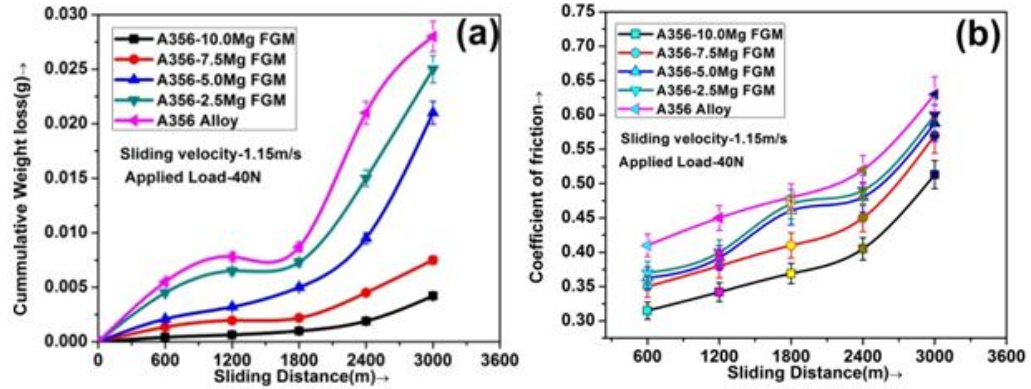 (a)
A356-10.0Mg FGM
A356-7.5Mg FGM
A356-5.0Mg FGM
A356-2.5Mg FGM
A356 Alloy
Sliding velocity-1.15m/s
Applied Load-40N
Cummulative Weight loss(g)→
0.030
0.025
0.020
0.015
0.010
0.005
0.000
0 600 1200 1800 2400 3000 3600
Sliding Distance(m)→
(b)
A356-10.0Mg FGM
A356-7.5Mg FGM
A356-5.0Mg FGM
A356-2.5Mg FGM
A356 Alloy
Sliding velocity-1.15m/s
Applied Load-40N
Coefficient of friction→
0.75
0.70
0.65
0.60
0.55
0.50
0.45
0.40
0.35
0.30
600 1200 1800 2400 3000 3600
Sliding Distance(m)→